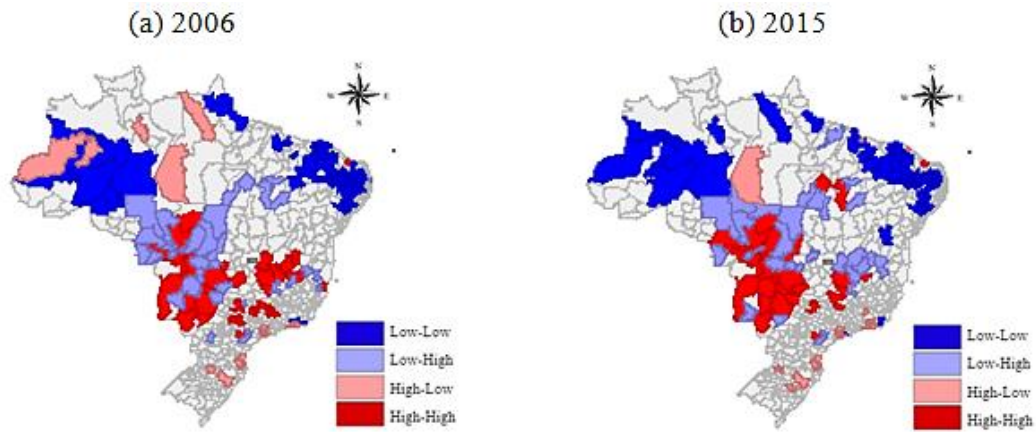 (a) 2006
(b) 2015
N
W E
S
N
W E
S
Low-Low
Low-High
High-Low
High-High
Low-Low
Low-High
High-Low
High-High